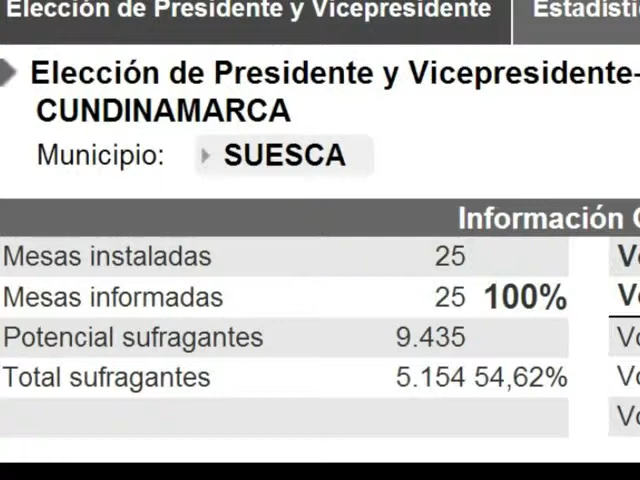 Elección de Presidente y Vicepresidente
Elección de Presidente y Vicepresidente-
CUNDINAMARCA
Municipio: SUESCA
Información
Mesas instaladas 25
Mesas informadas 25 100%
Potencial sufragantes 9.435
Total sufragantes 5.154 54,62%